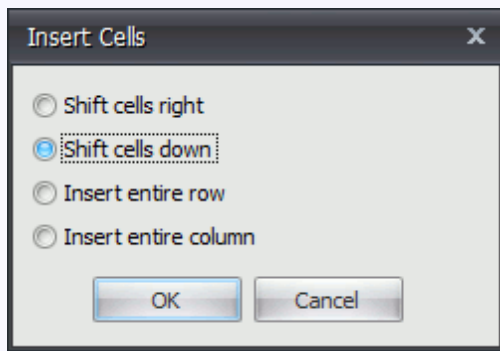 Insert Cells
Shift cells right
Shift cells down
Insert entire row
Insert entire column
OK Cancel